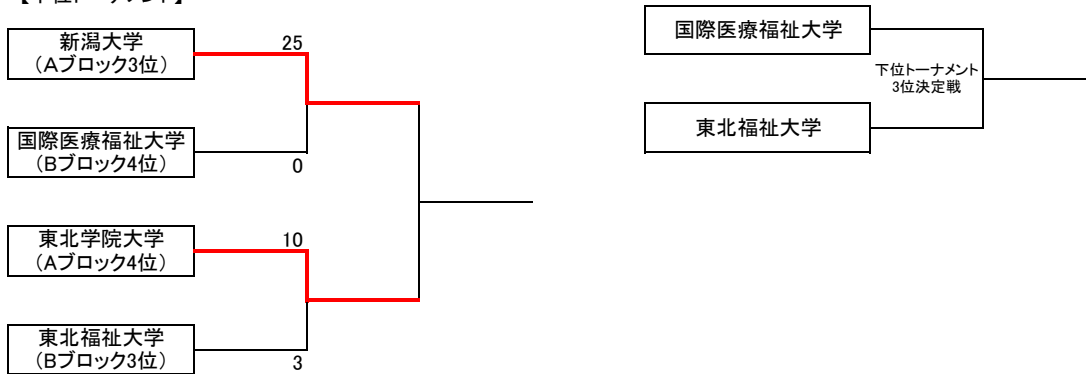 新潟大学
（Aブロック3位）
25
国際医療福祉大学
（Bブロック4位）
0
東北学院大学
（Aブロック4位）
10
東北福祉大学
（Bブロック3位）
3
国際医療福祉大学
下位トーナメント
3位決定戦
東北福祉大学